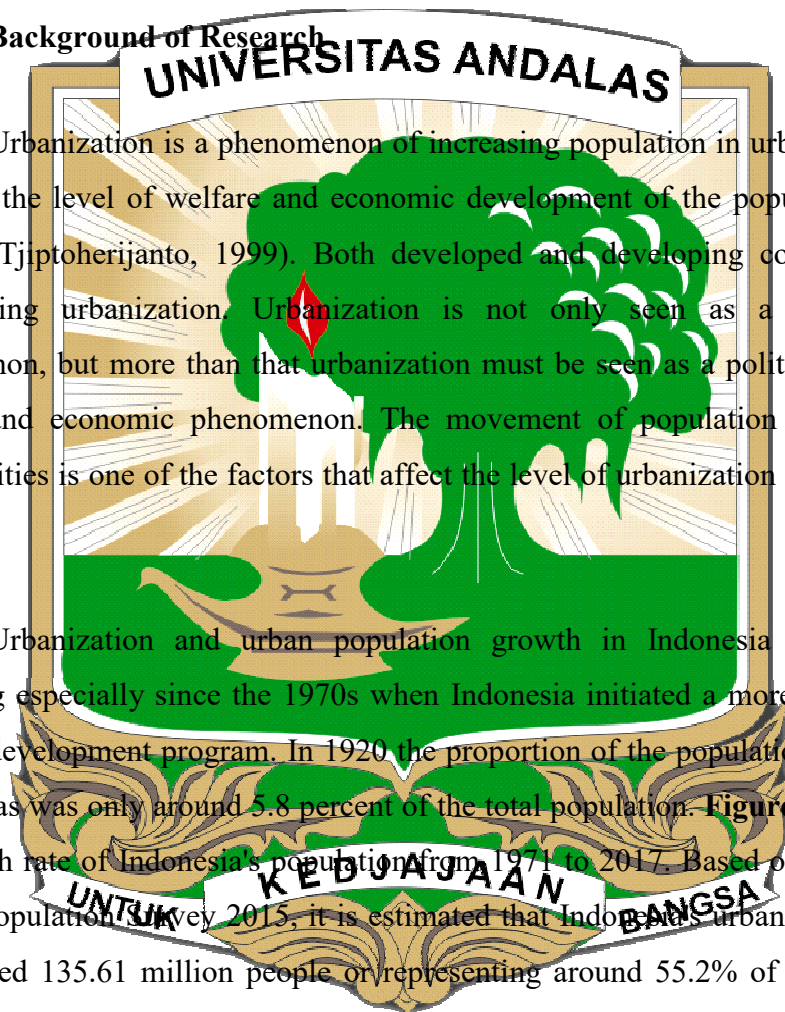 Background of Research
UNIVERSITAS ANDALAS
Urbanization is a phenomenon of increasing population in urb
the level of welfare and economic development of the popu
Tjiptoherijanto, 1999). Both developed and developing co
ing urbanization. Urbanization is not only seen as a
non, but more than that urbanization must be seen as a polit
and economic phenomenon. The movement of population
ities is one of the factors that affect the level of urbanization
Urbanization and urban population growth in Indonesia
g especially since the 1970s when Indonesia initiated a more
development program. In 1920 the proportion of the populatio
as was only around 5.8 percent of the total population. Figure
h rate of Indonesia's population from 1971 to 2017. Based o
opulation Survey 2015, it is estimated that Indonesia's urban
ed 135.61 million people or representing around 55.2% of
UNTUK KEDJAJAAN BANGSA